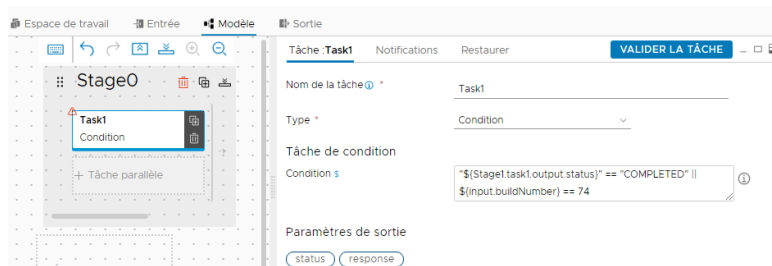 Espace de travail Entrée Modèle Sortie
Tâche :Task1 Notifications Restaurer VALIDER LA TÂCHE
Stage0
Nom de la tâche * Task1
Task1
Type * Condition
Condition
Tâche de condition
+ Tâche parallèle
Condition $ "${Stage1.task1.output.status}" == "COMPLETED" ||
${input.buildNumber} == 74
Paramètres de sortie
status response